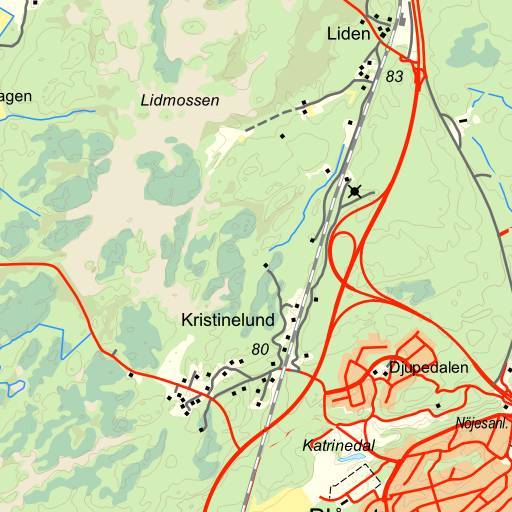 Liden
83
agen
Lidmossen
Kristinelund
80
Djupedalen
Nöjesanl.
Katrinedal